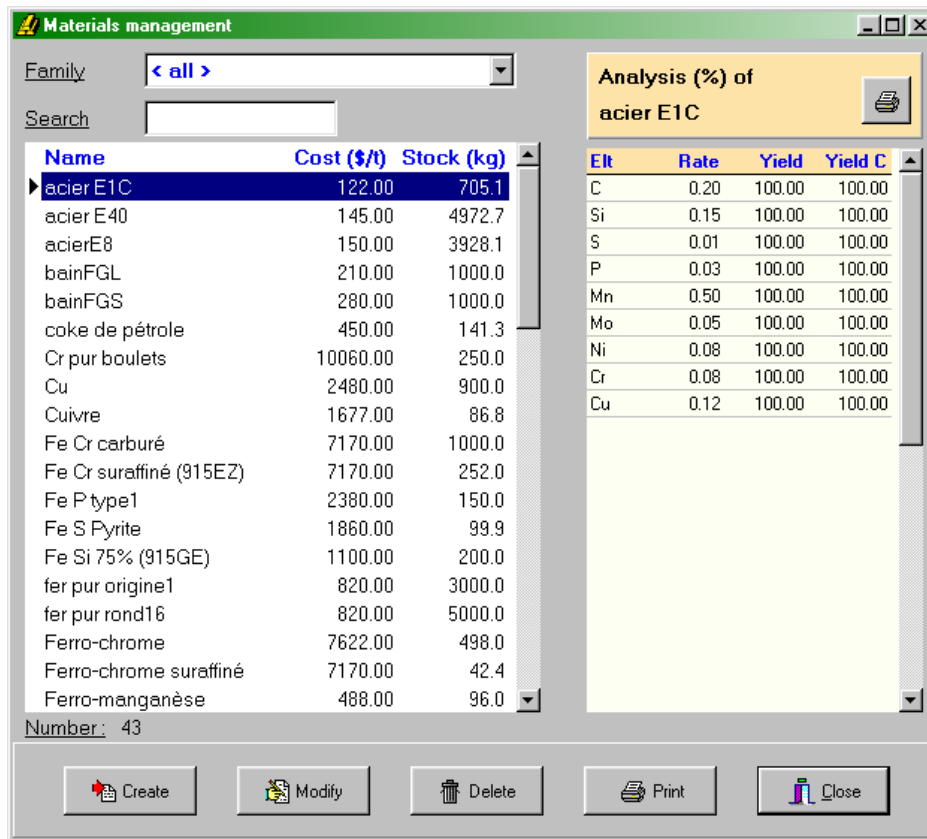 Materials management
Family < all >
Search
Name Cost ($/t) Stock (kg)
acier E1C 122.00 705.1
acier E40 145.00 4972.7
acierE8 150.00 3928.1
bainFGL 210.00 1000.0
bainFGS 280.00 1000.0
coke de pétrole 450.00 141.3
Cr pur boulets 10060.00 250.0
Cu 2480.00 900.0
Cuivre 1677.00 86.8
Fe Cr carburé 7170.00 1000.0
Fe Cr suraffiné (915EZ) 7170.00 252.0
Fe P type1 2380.00 150.0
Fe S Pyrite 1860.00 99.9
Fe Si 75% (915GE) 1100.00 200.0
fer pur origine1 820.00 3000.0
fer pur rond16 820.00 5000.0
Ferro-chrome 7622.00 498.0
Ferro-chrome suraffiné 7170.00 42.4
Ferro-manganèse 488.00 96.0
Number : 43
Analysis (%) of
acier E1C
Elt Rate Yield Yield C
C 0.20 100.00 100.00
Si 0.15 100.00 100.00
S 0.01 100.00 100.00
P 0.03 100.00 100.00
Mn 0.50 100.00 100.00
Mo 0.05 100.00 100.00
Ni 0.08 100.00 100.00
Cr 0.08 100.00 100.00
Cu 0.12 100.00 100.00
Create Modify Delete Print Close